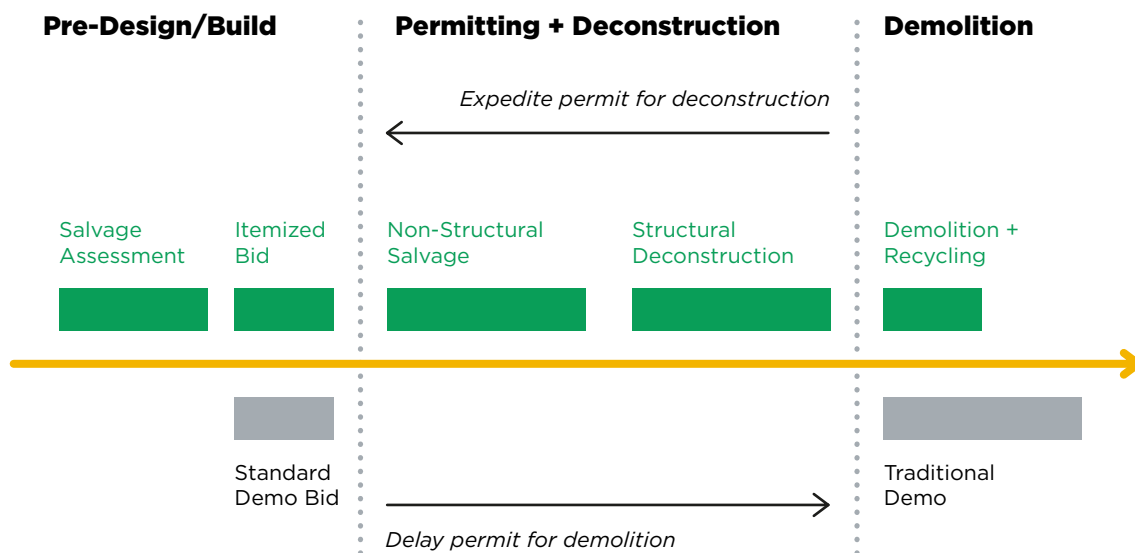 Pre-Design/Build
Permitting + Deconstruction
Demolition
Expedite permit for deconstruction
Salvage
Assessment
Itemized
Bid
Non-Structural
Salvage
Structural
Deconstruction
Demolition +
Recycling
Standard
Demo Bid
Traditional
Demo
Delay permit for demolition